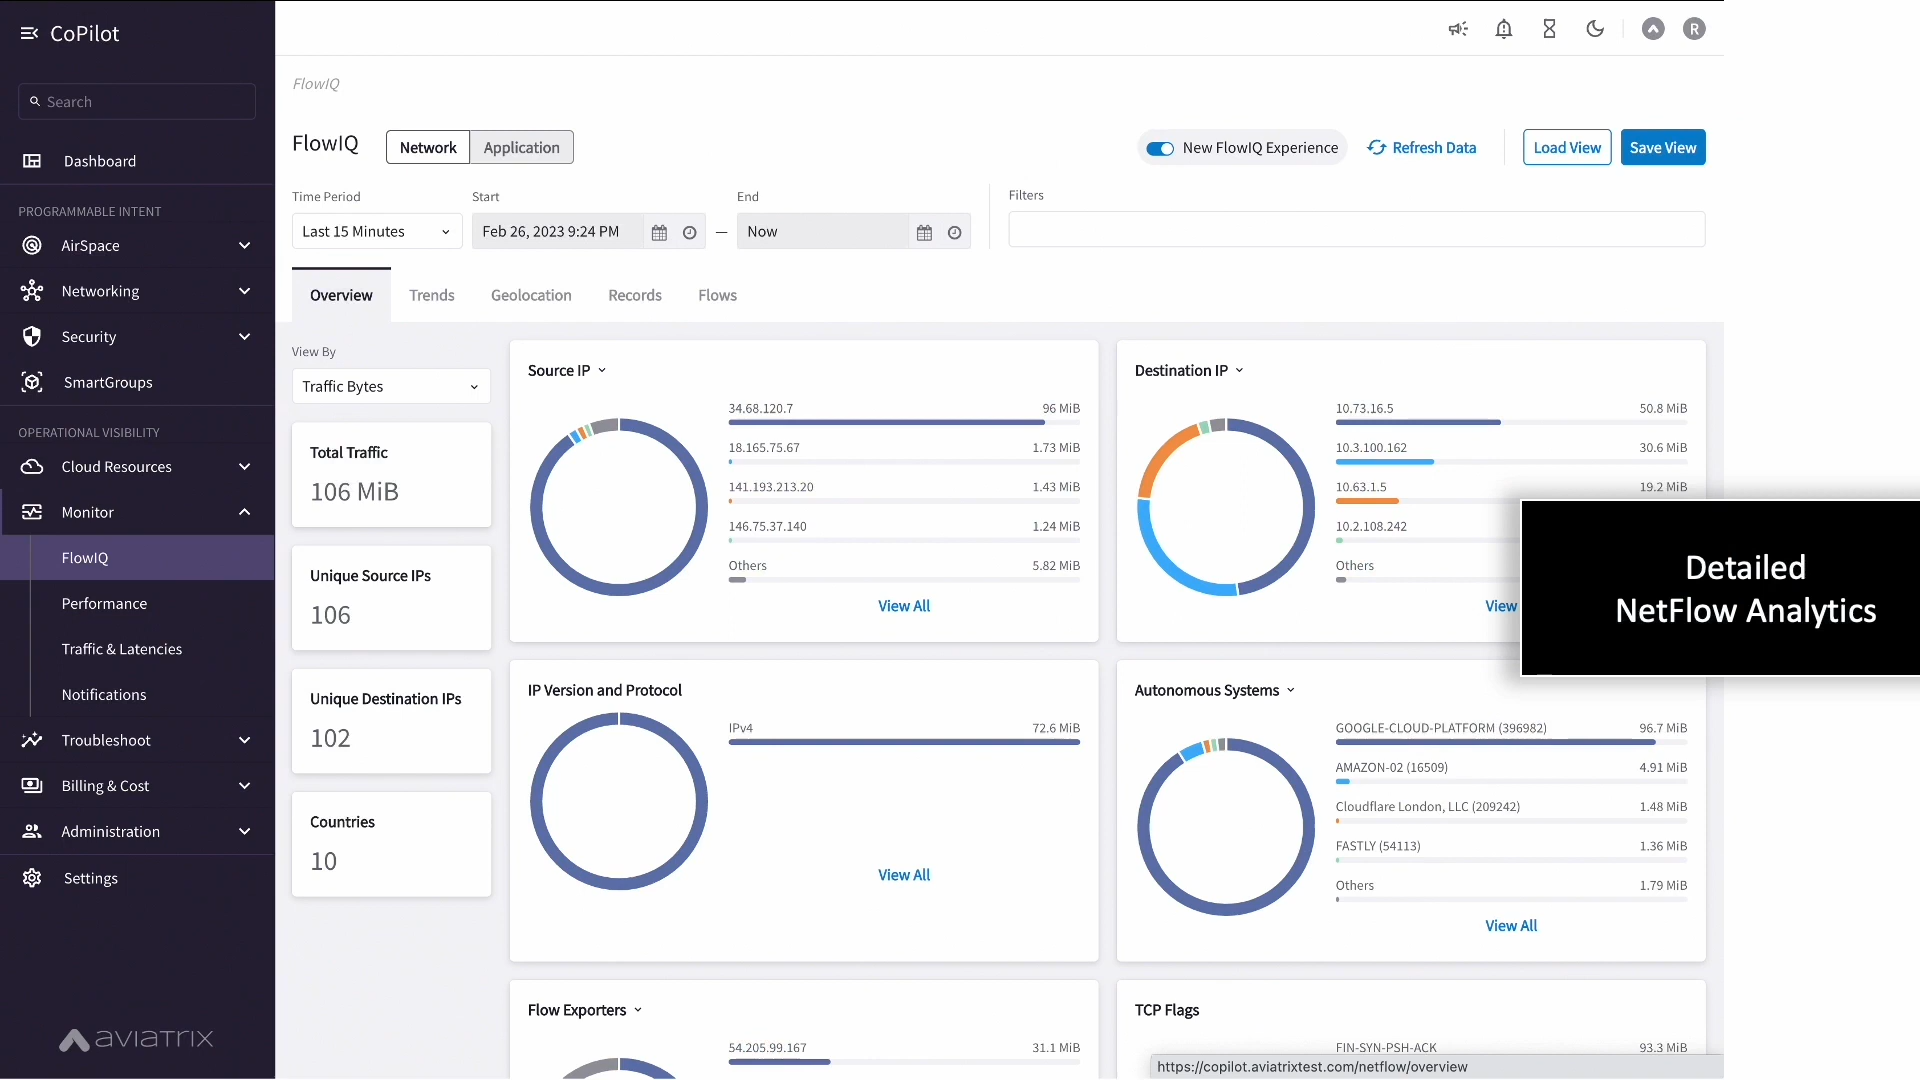 CoPilot
Search
Dashboard
PROGRAMMABLE INTENT
AirSpace
Networking
Security
SmartGroups
OPERATIONAL VISIBILITY
Cloud Resources
Monitor
FlowIQ
Performance
Traffic & Latencies
Notifications
Troubleshoot
Billing & Cost
Administration
Settings
AVIATRIX
R
FlowIQ
FlowIQ
Network Application
New FlowIQ Experience
Refresh Data
Load View
Save View
Time Period
Start
End
Filters
Last 15 Minutes
Feb 26, 2023 9:24 PM
—
Now
Overview Trends Geolocation Records Flows
View By
Traffic Bytes
Total Traffic
106 MiB
Unique Source IPs
106
Unique Destination IPs
102
Countries
10
Source IP
34.68.120.7 96 MiB
18.165.75.67 1.73 MiB
141.193.213.20 1.43 MiB
146.75.37.140 1.24 MiB
Others 5.82 MiB
View All
Destination IP
10.73.16.5 50.8 MiB
10.3.100.162 30.6 MiB
10.63.1.5 19.2 MiB
10.2.108.242
Others
View
Detailed
NetFlow Analytics
IP Version and Protocol
IPv4 72.6 MiB
View All
Autonomous Systems
GOOGLE-CLOUD-PLATFORM (396982) 96.7 MiB
AMAZON-02 (16509) 4.91 MiB
Cloudflare London, LLC (209242) 1.48 MiB
FASTLY (54113) 1.36 MiB
Others 1.79 MiB
View All
Flow Exporters
54.205.99.167 31.1 MiB
TCP Flags
FIN-SYN-PSH-ACK 93.3 MiB
https://copilot.aviatrixtest.com/netflow/overview